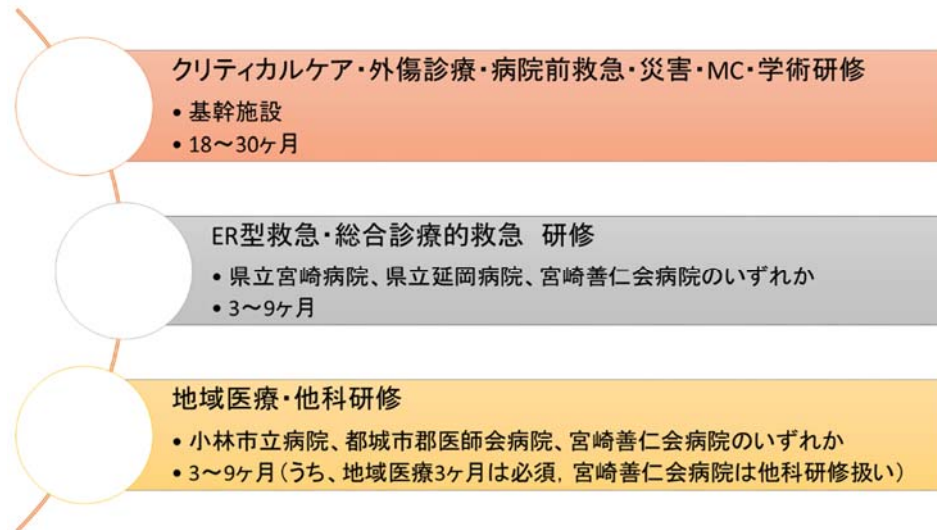 クリティカルケア・外傷診療・病院前救急・災害・MC・学術研修
• 基幹施設
• 18～30ヶ月
ER型救急・総合診療的救急　研修
• 県立宮崎病院、県立延岡病院、宮崎善仁会病院のいずれか
• 3～9ヶ月
地域医療・他科研修
• 小林市立病院、都城市郡医師会病院、宮崎善仁会病院のいずれか
• 3～9ヶ月（うち、地域医療3ヶ月は必須, 宮崎善仁会病院は他科研修扱い）